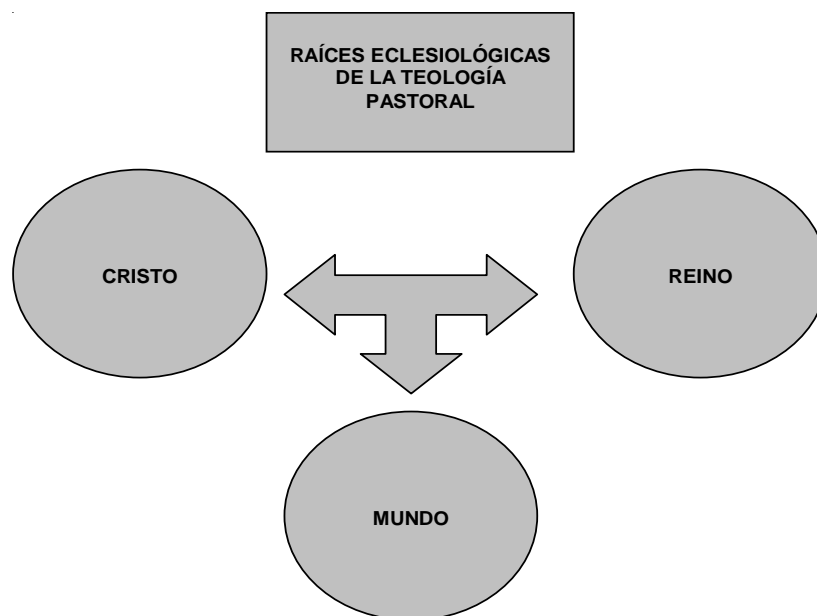 RAÍCES ECLESIOLÓGICAS
DE LA TEOLOGÍA
PASTORAL
CRISTO
REINO
MUNDO